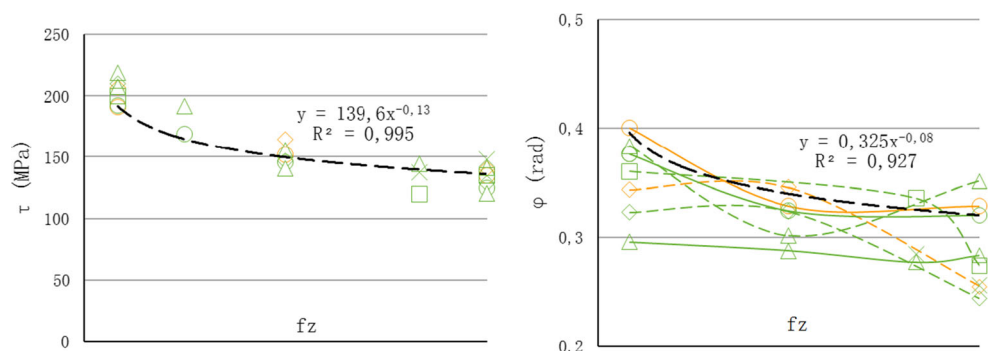 250
200
150
100
50
0
τ (MPa)
y = 139,6x^-0,13
R² = 0,995
fz
0,5
0,4
0,3
0,2
φ (rad)
y = 0,325x^-0,08
R² = 0,927
fz